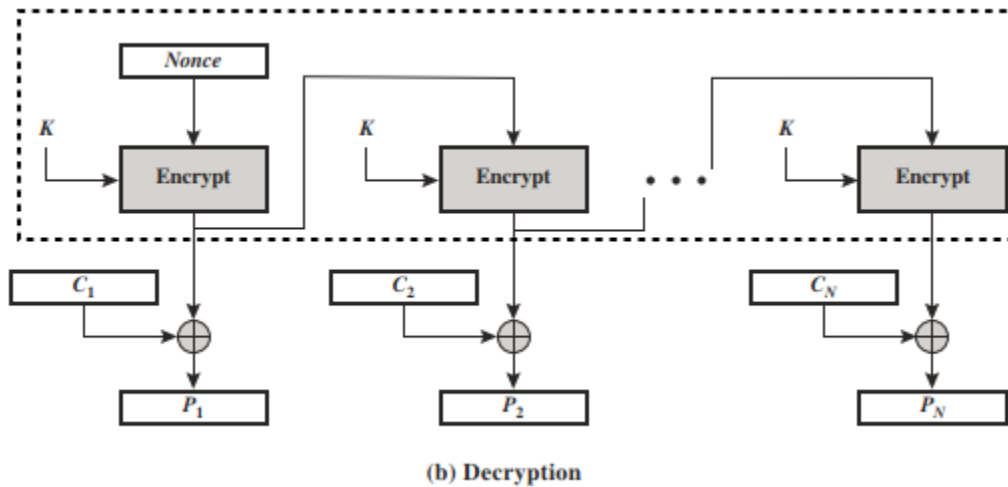 Nonce
K K K
Encrypt Encrypt Encrypt
C1 C2 CN
P1 P2 PN
(b) Decryption